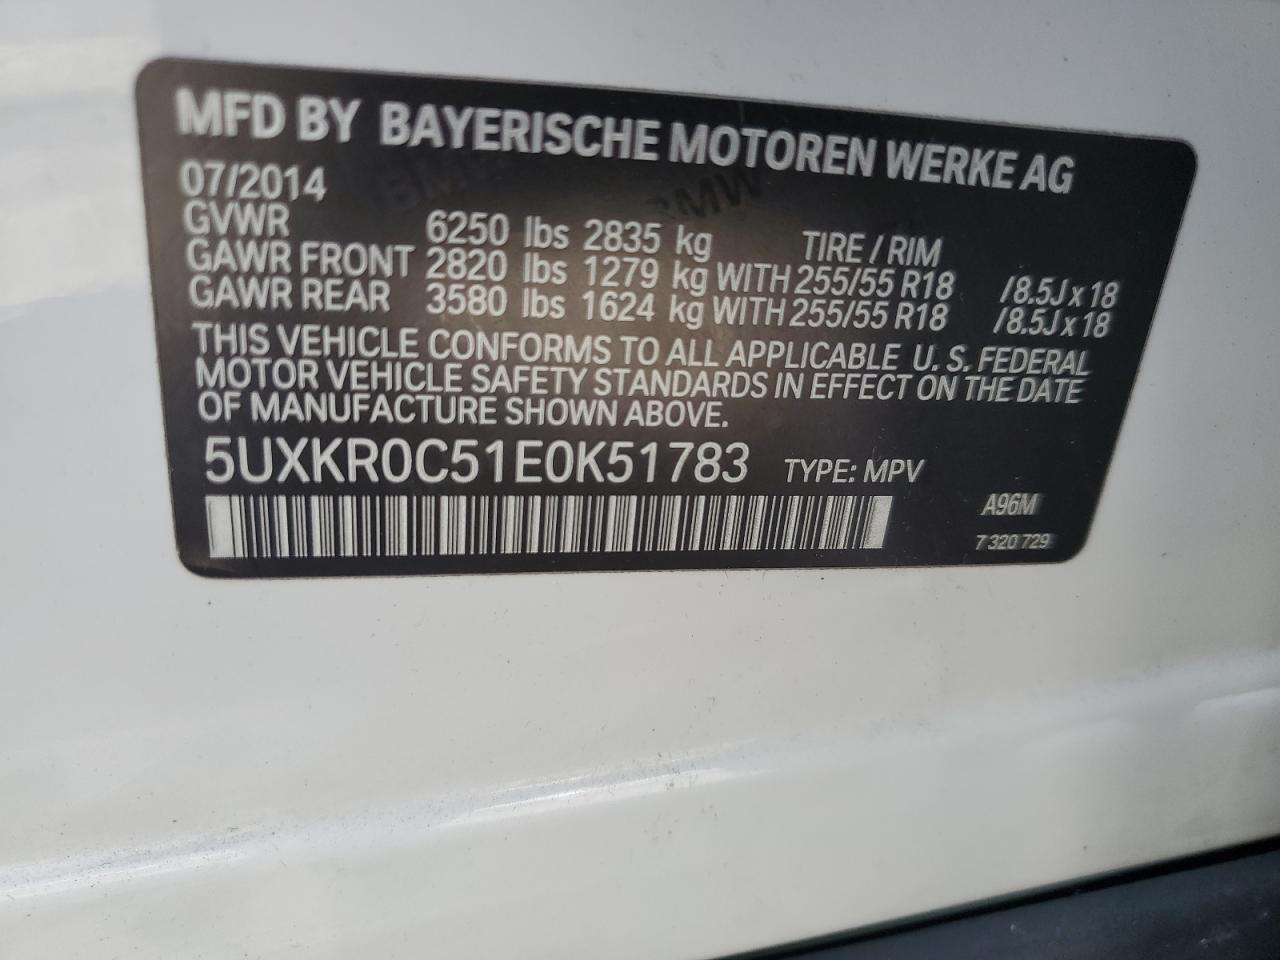 MFD BY BAYERISCHE MOTOREN WERKE AG
07/2014
GVWR 6250 lbs 2835 kg TIRE / RIM
GAWR FRONT 2820 lbs 1279 kg WITH 255/55 R18 /8.5J x 18
GAWR REAR 3580 lbs 1624 kg WITH 255/55 R18 /8.5J x 18
THIS VEHICLE CONFORMS TO ALL APPLICABLE U. S. FEDERAL
MOTOR VEHICLE SAFETY STANDARDS IN EFFECT ON THE DATE
OF MANUFACTURE SHOWN ABOVE.
5UXKR0C51E0K51783 TYPE: MPV
A96M
7 320 729
BMW
BMW